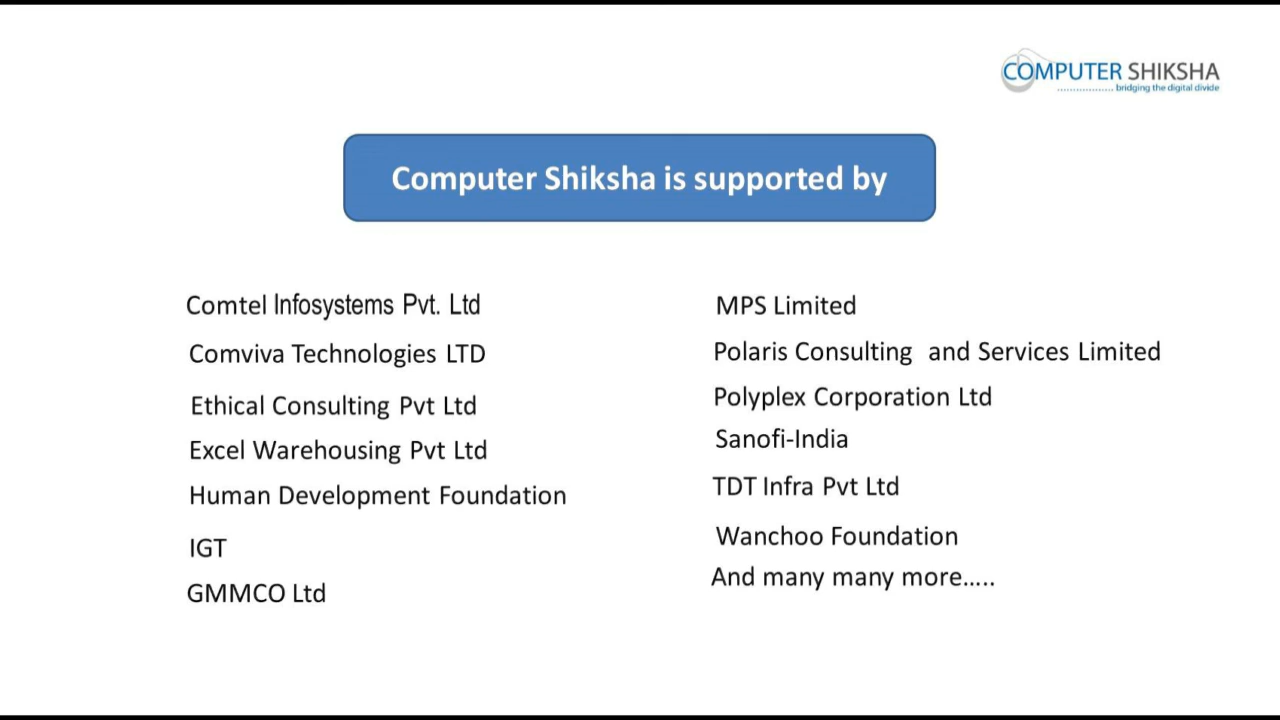 COMPUTER SHIKSHA
................. bridging the digital divide
Computer Shiksha is supported by
Comtel Infosystems Pvt. Ltd
Comviva Technologies LTD
Ethical Consulting Pvt Ltd
Excel Warehousing Pvt Ltd
Human Development Foundation
IGT
GMMCO Ltd
MPS Limited
Polaris Consulting and Services Limited
Polyplex Corporation Ltd
Sanofi-India
TDT Infra Pvt Ltd
Wanchoo Foundation
And many many more.....